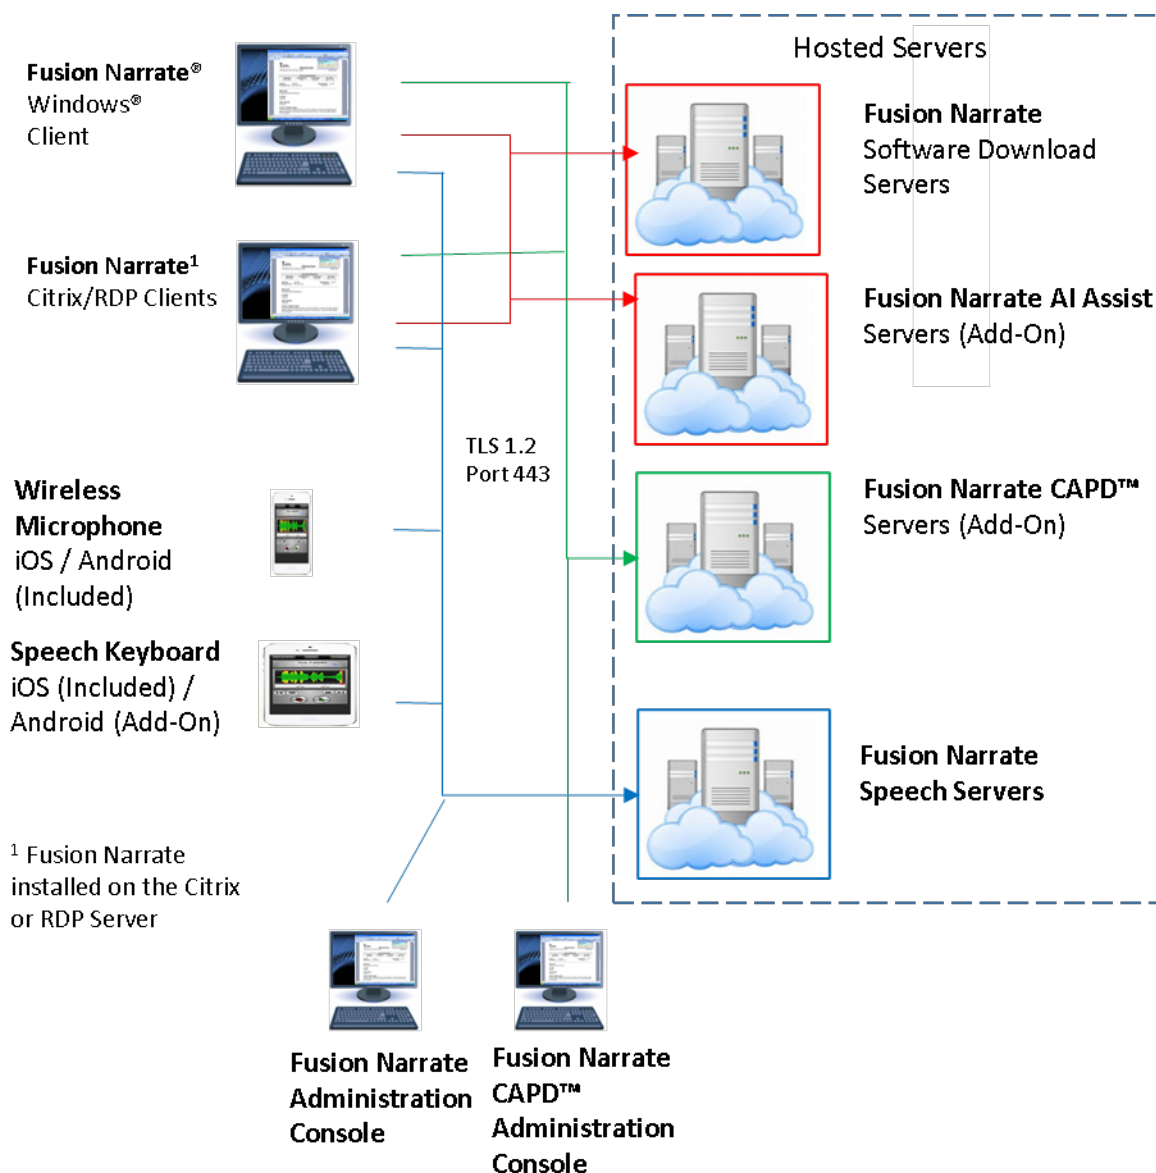 Hosted Servers
Fusion Narrate®
Windows®
Client
Fusion Narrate
Software Download
Servers
Fusion Narrate¹
Citrix/RDP Clients
Fusion Narrate AI Assist
Servers (Add-On)
TLS 1.2
Port 443
Wireless
Microphone
iOS / Android
(Included)
Fusion Narrate CAPD™
Servers (Add-On)
Speech Keyboard
iOS (Included) /
Android (Add-On)
Fusion Narrate
Speech Servers
¹ Fusion Narrate
installed on the Citrix
or RDP Server
Fusion Narrate
Administration
Console
Fusion Narrate
CAPD™
Administration
Console